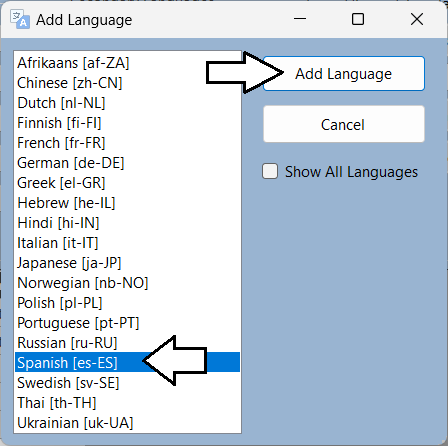 Add Language
Afrikaans [af-ZA]
Chinese [zh-CN]
Dutch [nl-NL]
Finnish [fi-FI]
French [fr-FR]
German [de-DE]
Greek [el-GR]
Hebrew [he-IL]
Hindi [hi-IN]
Italian [it-IT]
Japanese [ja-JP]
Norwegian [nb-NO]
Polish [pl-PL]
Portuguese [pt-PT]
Russian [ru-RU]
Spanish [es-ES]
Swedish [sv-SE]
Thai [th-TH]
Ukrainian [uk-UA]
Add Language
Cancel
Show All Languages